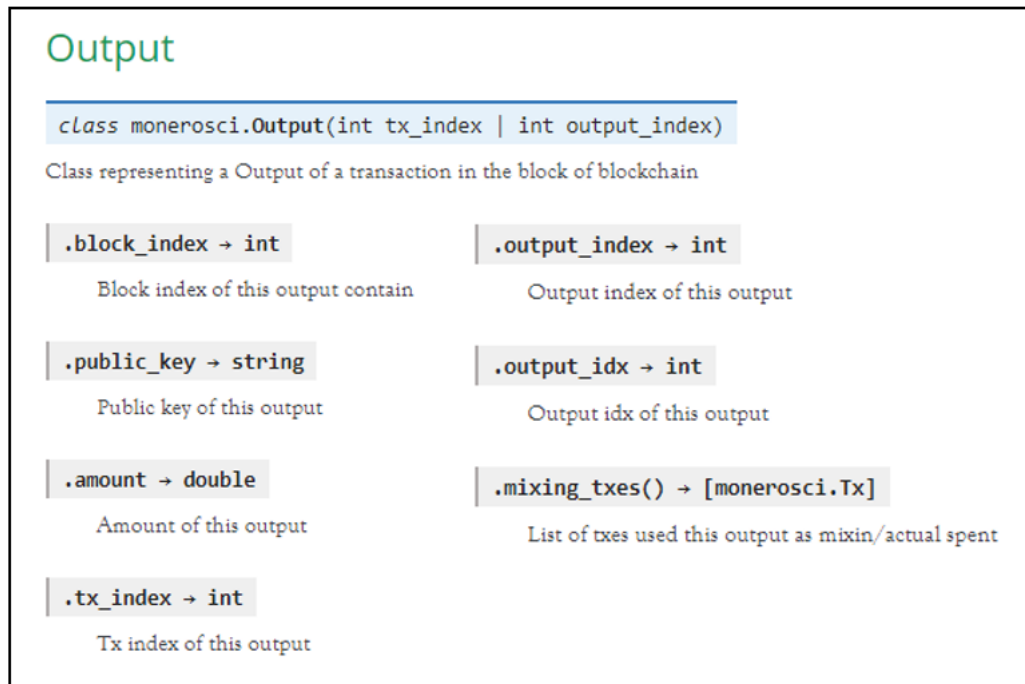 Output
class monerosci.Output(int tx_index | int output_index)
Class representing a Output of a transaction in the block of blockchain
.block_index → int
Block index of this output contain
.public_key → string
Public key of this output
.amount → double
Amount of this output
.tx_index → int
Tx index of this output
.output_index → int
Output index of this output
.output_idx → int
Output idx of this output
.mixing_txes() → [monerosci.Tx]
List of txes used this output as mixin/actual spent